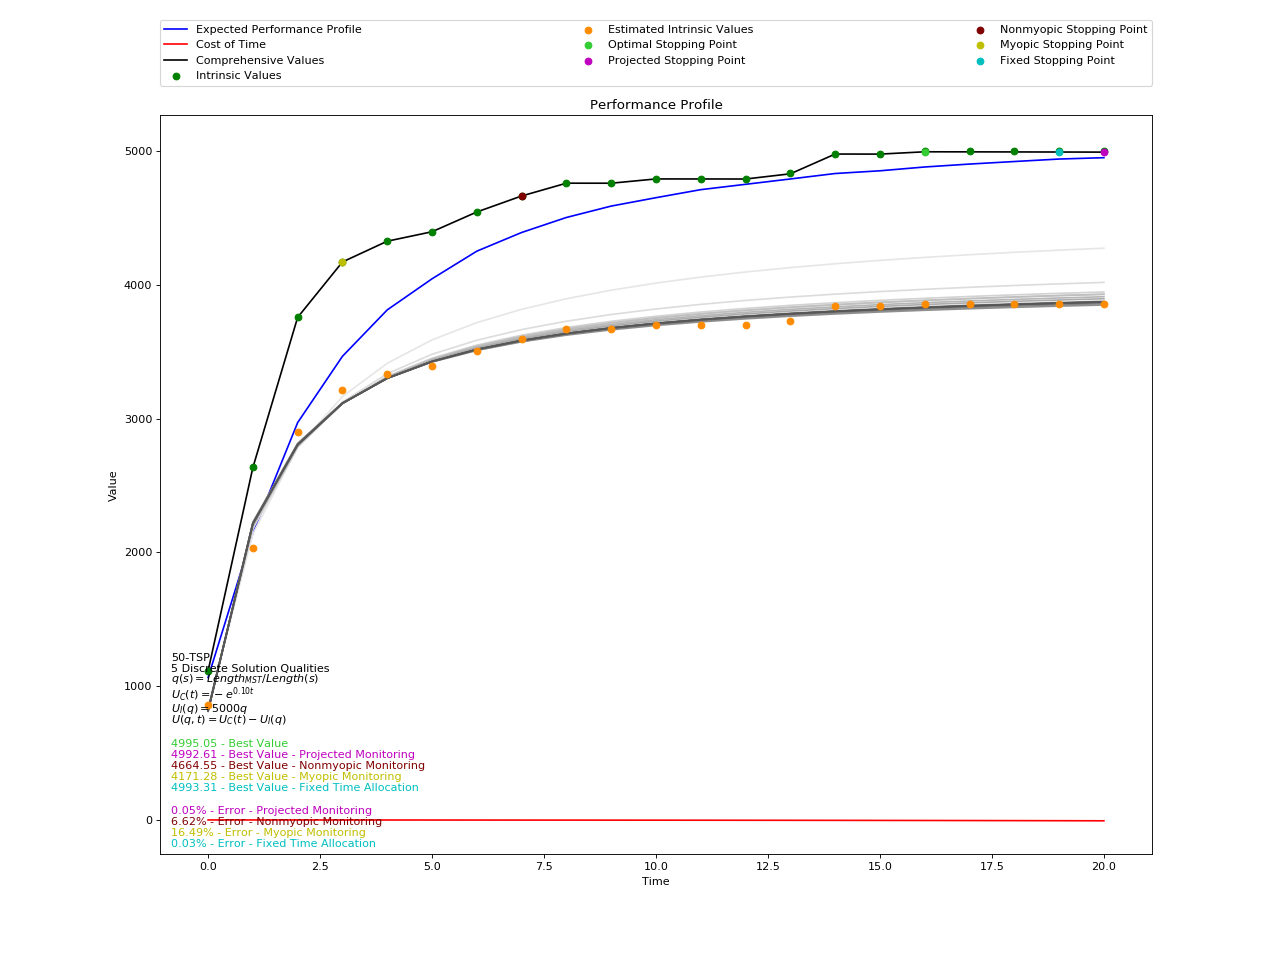 Expected Performance Profile
Cost of Time
Comprehensive Values
Intrinsic Values
Estimated Intrinsic Values
Optimal Stopping Point
Projected Stopping Point
Nonmyopic Stopping Point
Myopic Stopping Point
Fixed Stopping Point
Performance Profile
Value
5000
4000
3000
2000
1000
0
50-TSP
5 Discrete Solution Qualities
q(s) = Length_{MST}/Length(s)
U_C(t) = −e^{0.10t}
U_I(q) = 5000q
U(q, t) = U_C(t) − U_I(q)
4995.05 - Best Value
4992.61 - Best Value - Projected Monitoring
4664.55 - Best Value - Nonmyopic Monitoring
4171.28 - Best Value - Myopic Monitoring
4993.31 - Best Value - Fixed Time Allocation
0.05% - Error - Projected Monitoring
6.62% - Error - Nonmyopic Monitoring
16.49% - Error - Myopic Monitoring
0.03% - Error - Fixed Time Allocation
0.0 2.5 5.0 7.5 10.0 12.5 15.0 17.5 20.0
Time